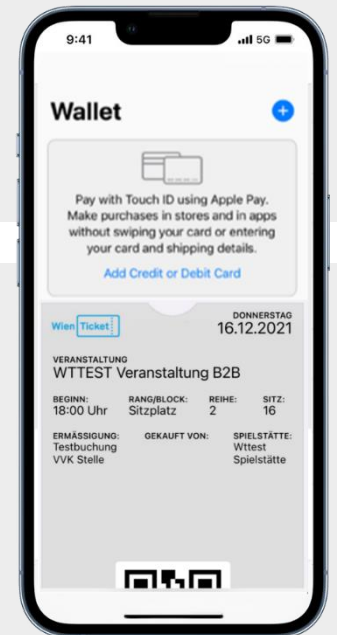 9:41
5G
Wallet
Pay with Touch ID using Apple Pay.
Make purchases in stores and in apps
without swiping your card or entering
your card and shipping details.
Add Credit or Debit Card
Wien Ticket
DONNERSTAG
16.12.2021
VERANSTALTUNG
WTTEST Veranstaltung B2B
BEGINN: RANG/BLOCK: REIHE: SITZ:
18:00 Uhr Sitzplatz 2 16
ERMÄSSIGUNG: GEKAUFT VON: SPIELSTÄTTE:
Testbuchung Wttest
VVK Stelle Spielstätte